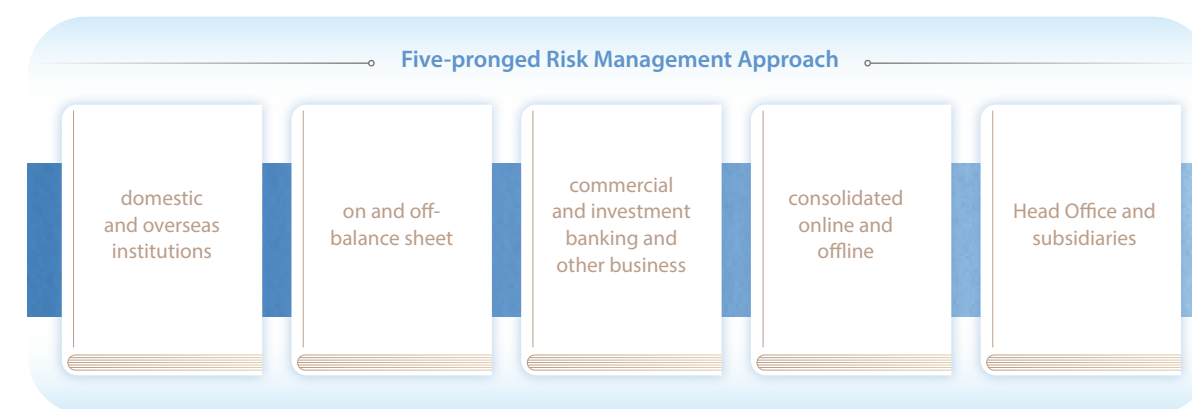 Five-pronged Risk Management Approach
domestic
and overseas
institutions
on and off-
balance sheet
commercial
and investment
banking and
other business
consolidated
online and
offline
Head Office and
subsidiaries